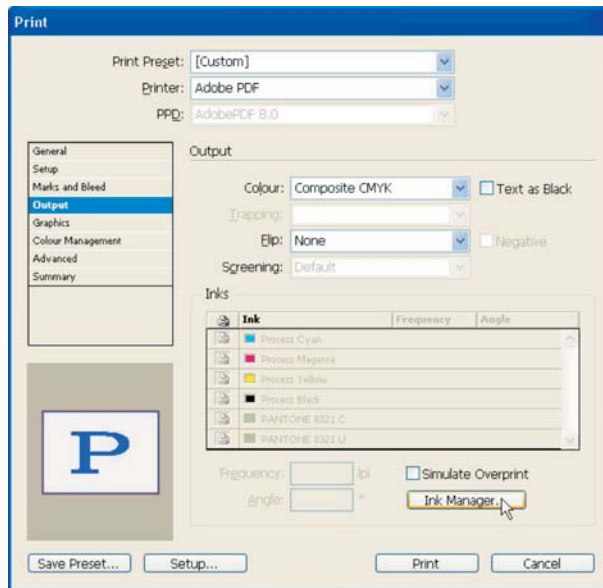 Print
Print Preset: [Custom]
Printer: Adobe PDF
PPD: AdobePDF 8.0
General
Setup
Marks and Bleed
Output
Graphics
Colour Management
Advanced
Summary
Output
Colour: Composite CMYK Text as Black
Trapping:
Flip: None Negative
Screening: Default
Inks
Ink Frequency Angle
Process Cyan
Process Magenta
Process Yellow
Process Black
PANTONE 8321 C
PANTONE 8321 U
Frequency: lpi Simulate Overprint
Angle: ° Ink Manager...
P
Save Preset... Setup... Print Cancel